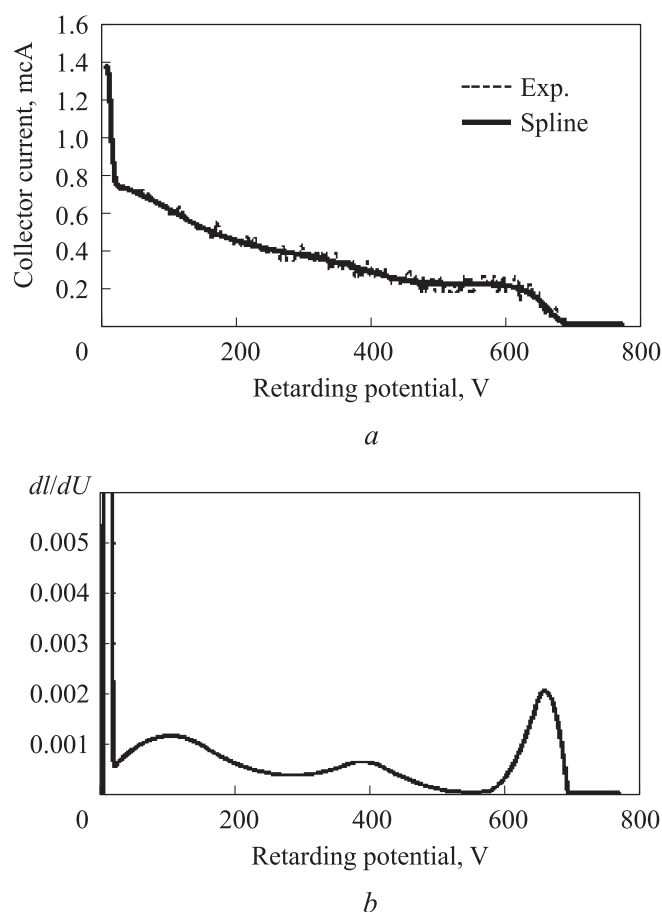 1.6
1.4
1.2
1.0
0.8
0.6
0.4
0.2
Collector current, mcA
Exp.
Spline
0 200 400 600 800
Retarding potential, V
a
dI/dU
0.005
0.004
0.003
0.002
0.001
0 200 400 600 800
Retarding potential, V
b